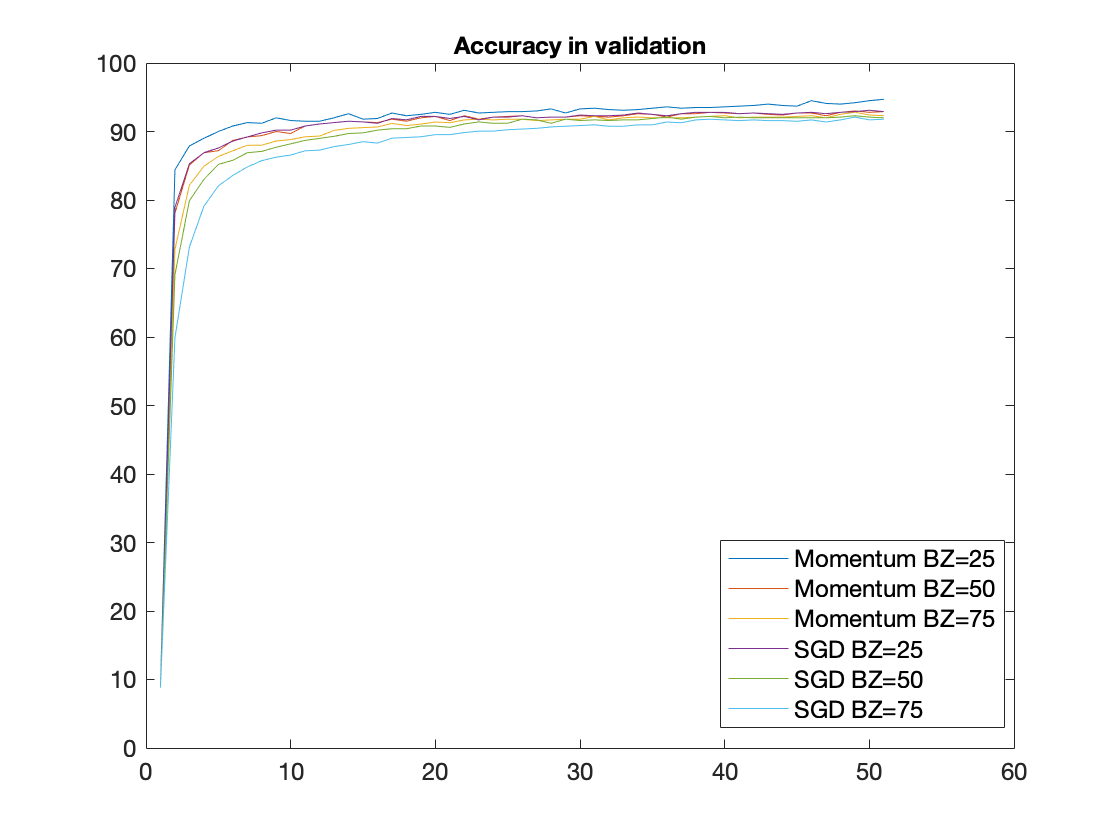 Accuracy in validation
100
90
80
70
60
50
40
30
20
10
0
0 10 20 30 40 50 60
Momentum BZ=25
Momentum BZ=50
Momentum BZ=75
SGD BZ=25
SGD BZ=50
SGD BZ=75